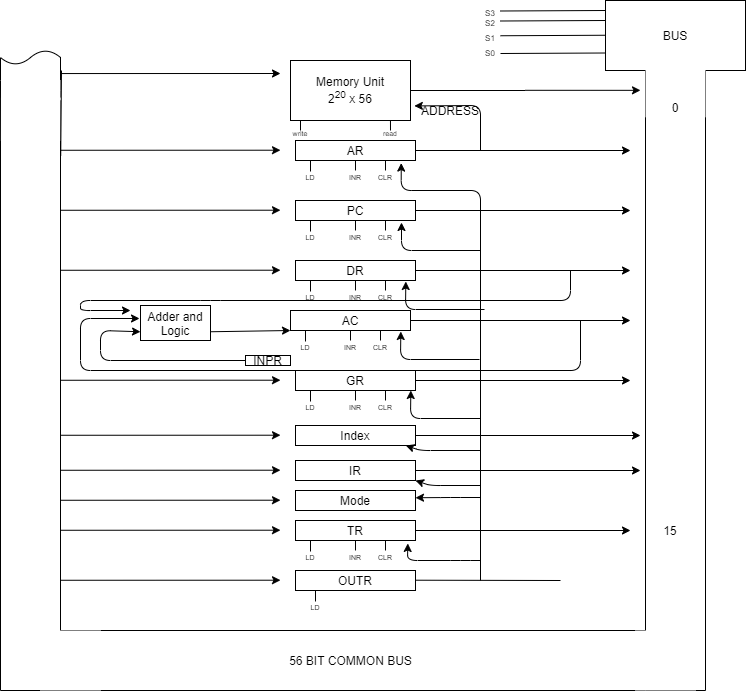 S3
S2
S1
S0
BUS
Memory Unit
2²⁰ x 56
0
ADDRESS
write
read
AR
LD INR CLR
PC
LD INR CLR
DR
LD INR CLR
Adder and
Logic
AC
LD INR CLR
INPR
GR
LD INR CLR
Index
IR
Mode
TR
15
LD INR CLR
OUTR
LD
56 BIT COMMON BUS